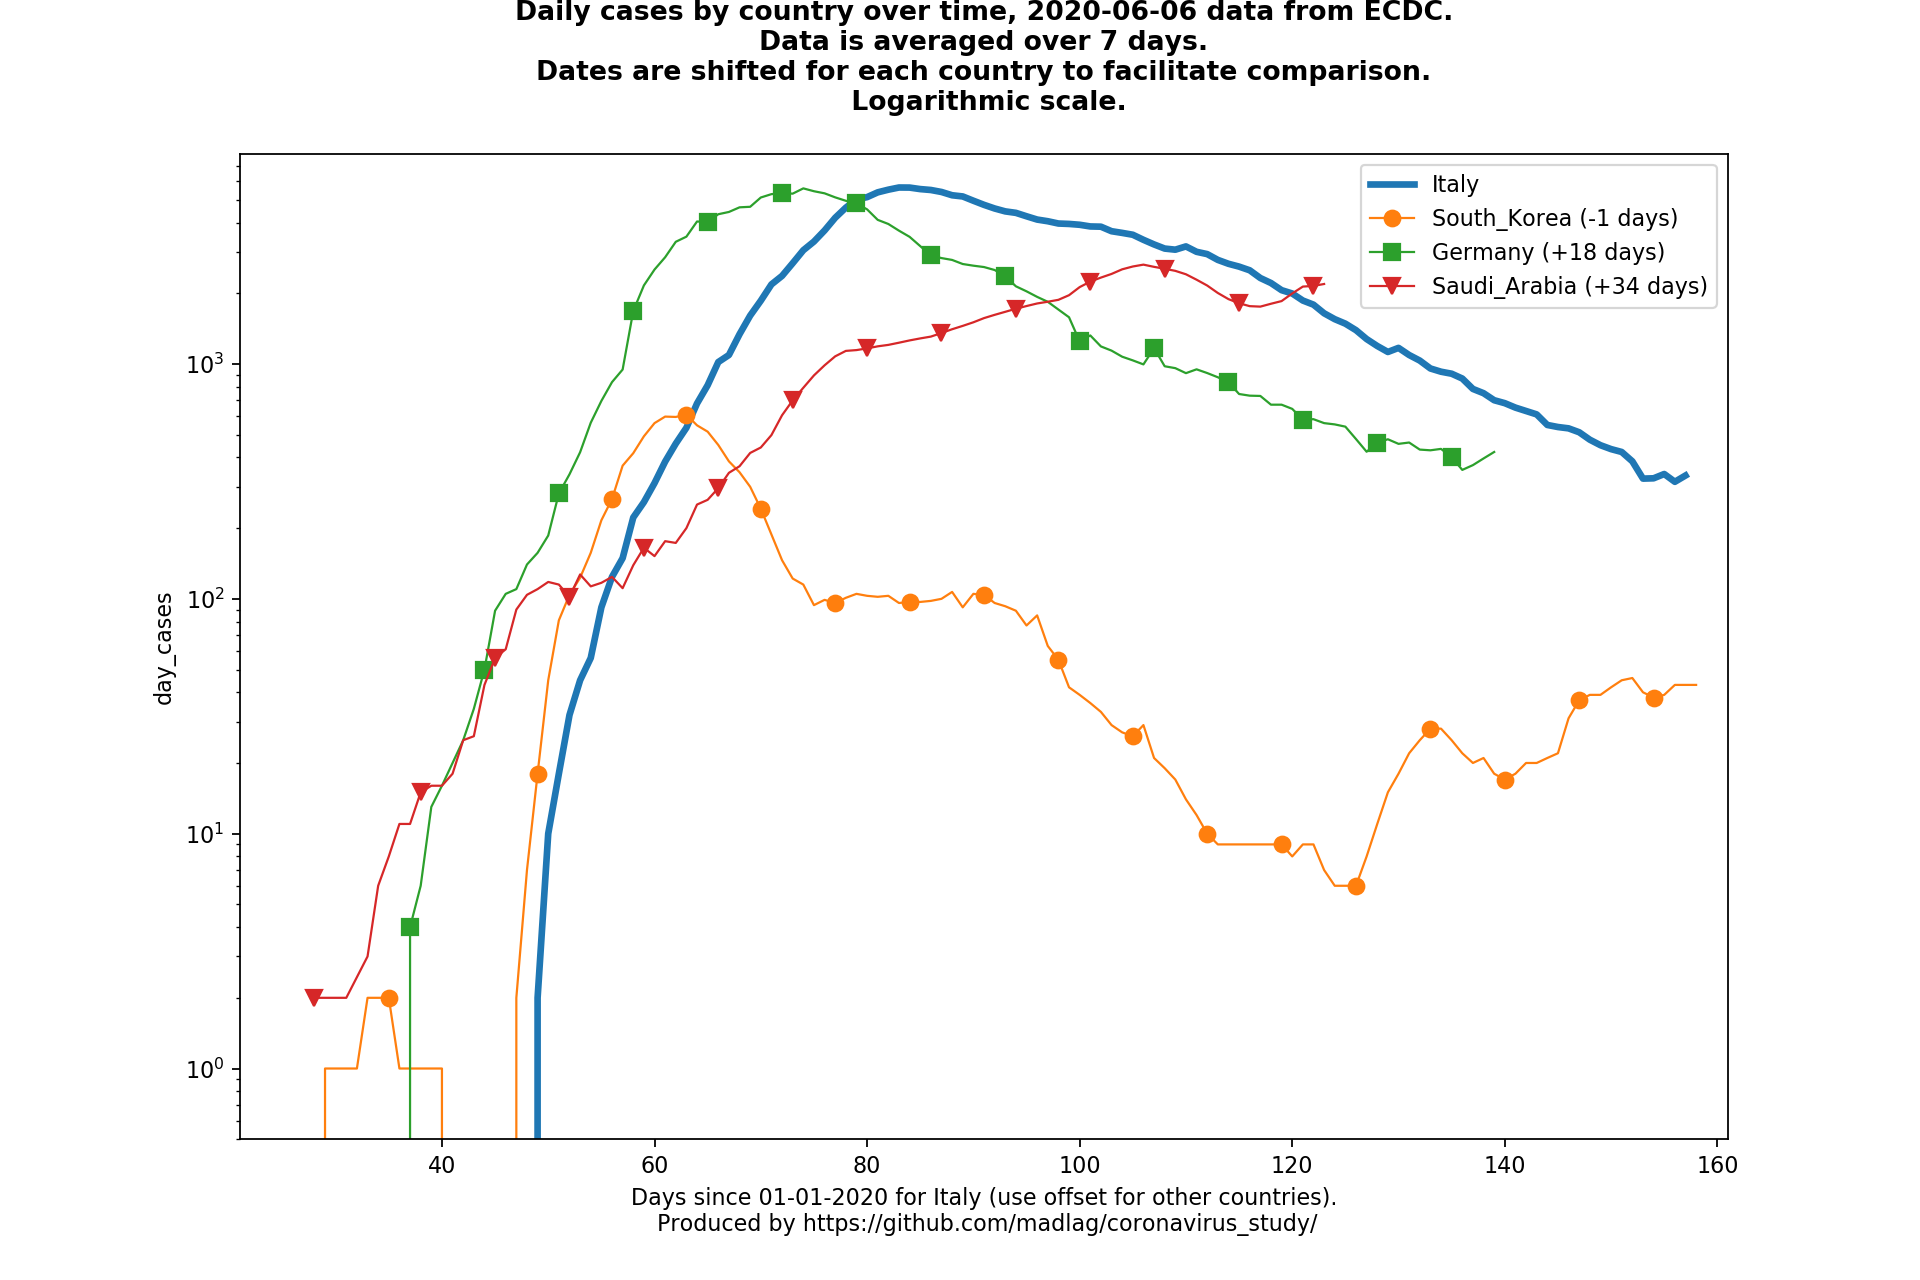 Daily cases by country over time, 2020-06-06 data from ECDC.
Data is averaged over 7 days.
Dates are shifted for each country to facilitate comparison.
Logarithmic scale.
Italy
South_Korea (-1 days)
Germany (+18 days)
Saudi_Arabia (+34 days)
day_cases
10³
10²
10¹
10⁰
40 60 80 100 120 140 160
Days since 01-01-2020 for Italy (use offset for other countries).
Produced by https://github.com/madlag/coronavirus_study/